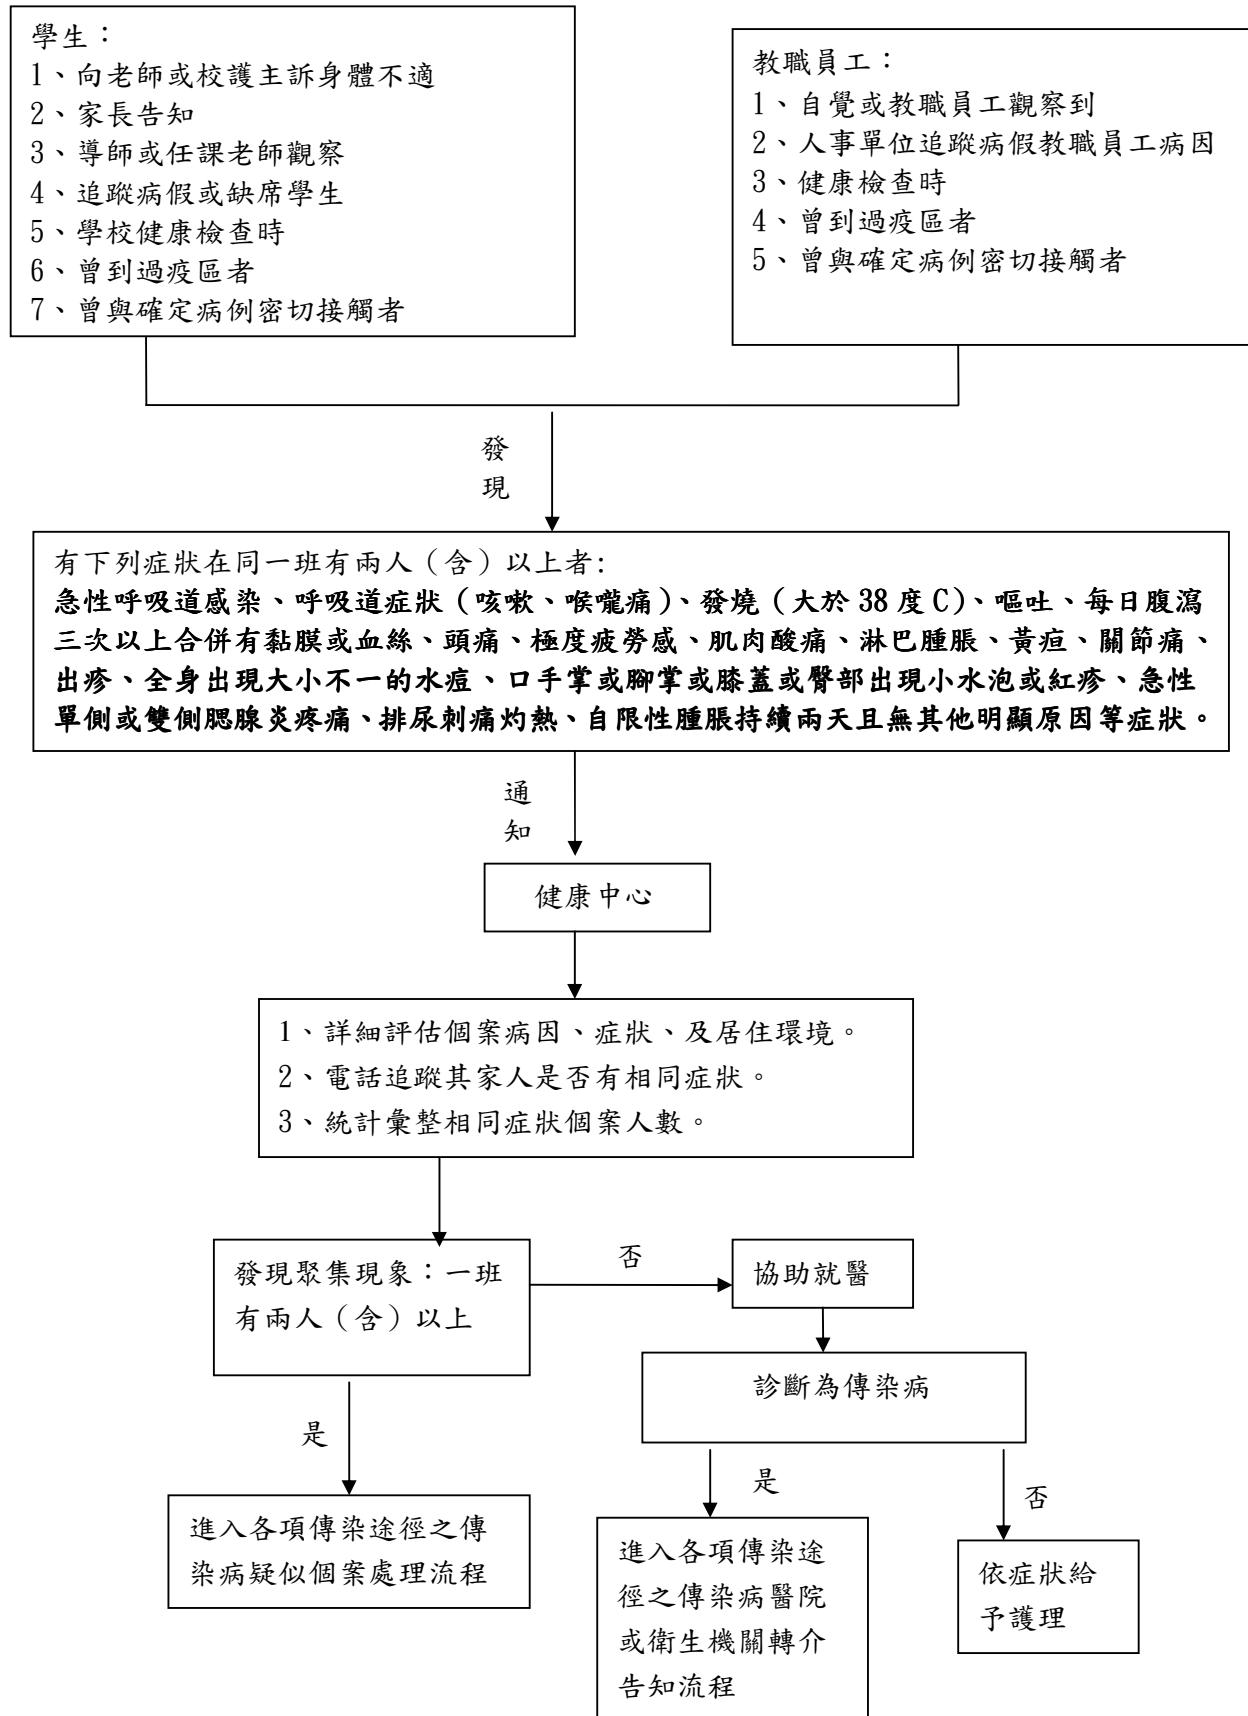 學生：
1、向老師或校護主訴身體不適
2、家長告知
3、導師或任課老師觀察
4、追蹤病假或缺席學生
5、學校健康檢查時
6、曾到過疫區者
7、曾與確定病例密切接觸者
教職員工：
1、自覺或教職員工觀察到
2、人事單位追蹤病假教職員工病因
3、健康檢查時
4、曾到過疫區者
5、曾與確定病例密切接觸者
發
現
有下列症狀在同一班有兩人（含）以上者:
急性呼吸道感染、呼吸道症狀（咳嗽、喉嚨痛）、發燒（大於 38 度 C）、嘔吐、每日腹瀉
三次以上合併有黏膜或血絲、頭痛、極度疲勞感、肌肉酸痛、淋巴腫脹、黃疸、關節痛、
出疹、全身出現大小不一的水痘、口手掌或腳掌或膝蓋或臀部出現小水泡或紅疹、急性
單側或雙側腮腺炎疼痛、排尿刺痛灼熱、自限性腫脹持續兩天且無其他明顯原因等症狀。
通
知
健康中心
1、詳細評估個案病因、症狀、及居住環境。
2、電話追蹤其家人是否有相同症狀。
3、統計彙整相同症狀個案人數。
發現聚集現象：一班
有兩人（含）以上
否
協助就醫
診斷為傳染病
是
是
否
進入各項傳染途徑之傳
染病疑似個案處理流程
進入各項傳染途
徑之傳染病醫院
或衛生機關轉介
告知流程
依症狀給
予護理